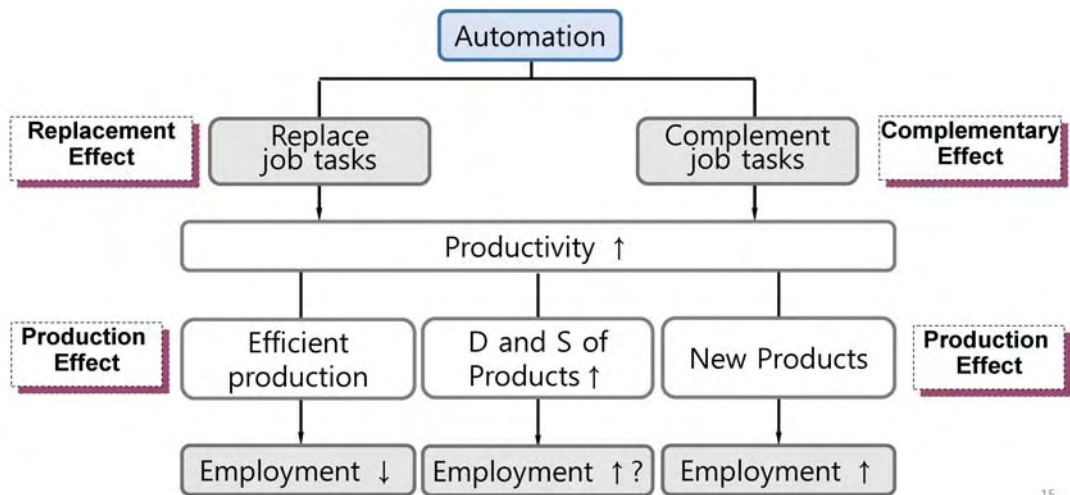 Automation
Replacement
Effect
Replace
job tasks
Complement
job tasks
Complementary
Effect
Productivity ↑
Production
Effect
Efficient
production
D and S of
Products ↑
New Products
Production
Effect
Employment ↓
Employment ↑ ?
Employment ↑
15